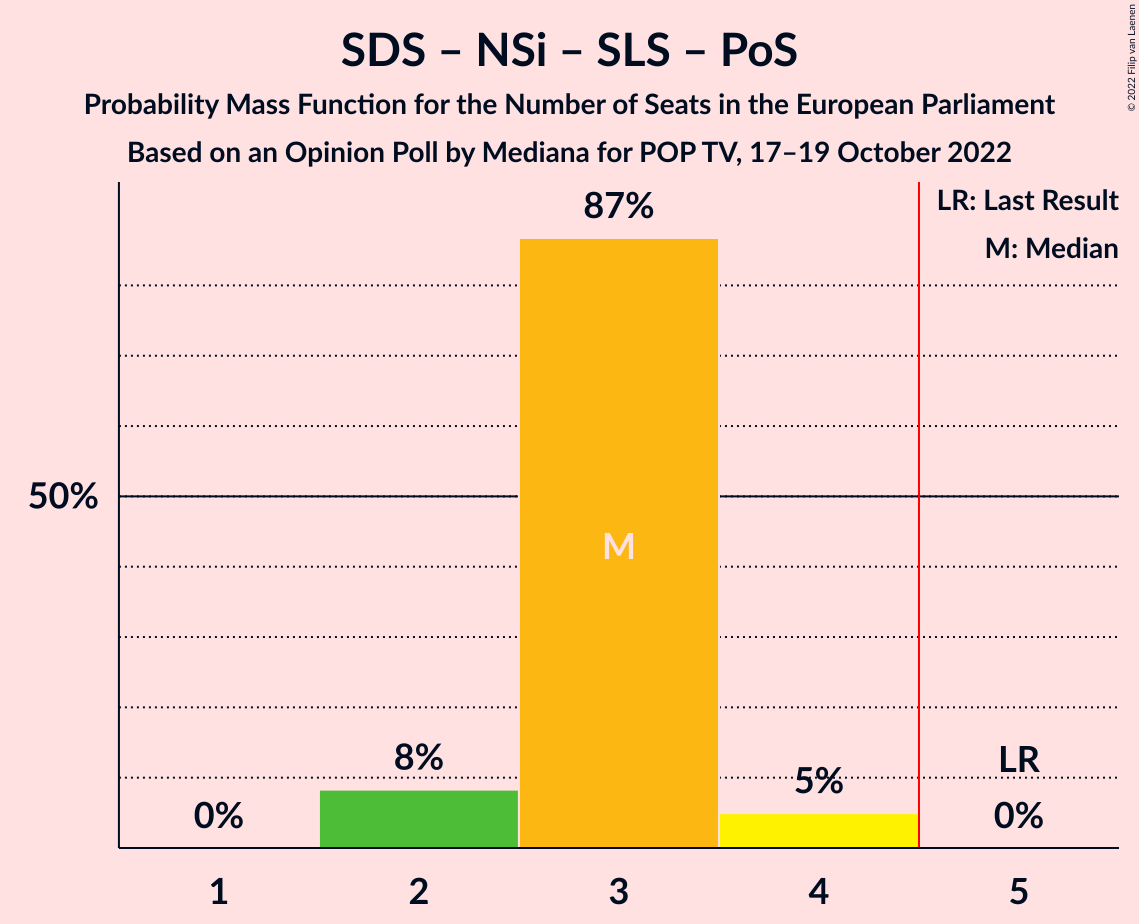 SDS – NSi – SLS – PoS
Probability Mass Function for the Number of Seats in the European Parliament
Based on an Opinion Poll by Mediana for POP TV, 17–19 October 2022
© 2022 Filip van Laenen
LR: Last Result
M: Median
87%
50%
M
8%
LR
5%
0%
0%
1 2 3 4 5